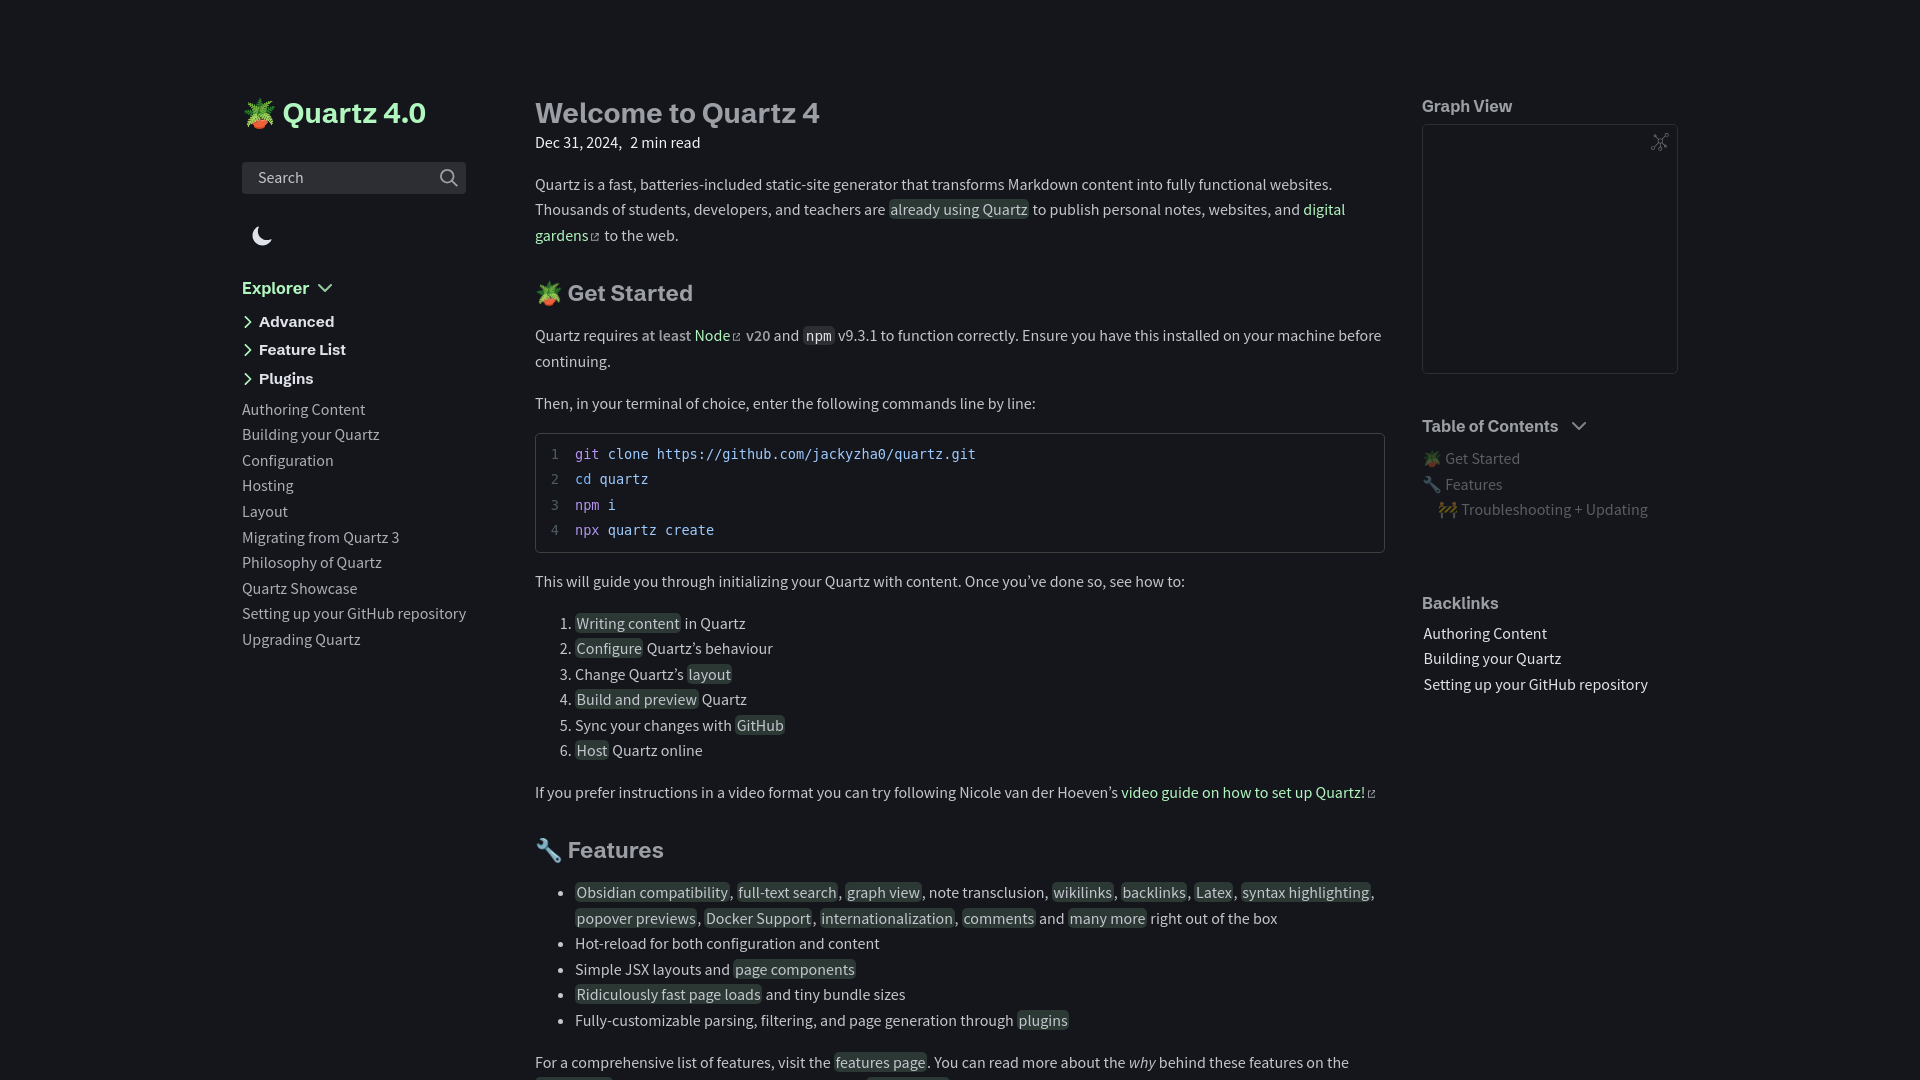 Quartz 4.0
Search
Explorer
Advanced
Feature List
Plugins
Authoring Content
Building your Quartz
Configuration
Hosting
Layout
Migrating from Quartz 3
Philosophy of Quartz
Quartz Showcase
Setting up your GitHub repository
Upgrading Quartz
Welcome to Quartz 4
Dec 31, 2024, 2 min read
Quartz is a fast, batteries-included static-site generator that transforms Markdown content into fully functional websites.
Thousands of students, developers, and teachers are already using Quartz to publish personal notes, websites, and digital
gardens to the web.
🪴 Get Started
Quartz requires at least Node v20 and npm v9.3.1 to function correctly. Ensure you have this installed on your machine before
continuing.
Then, in your terminal of choice, enter the following commands line by line:
1 git clone https://github.com/jackyzha0/quartz.git
2 cd quartz
3 npm i
4 npx quartz create
This will guide you through initializing your Quartz with content. Once you’ve done so, see how to:
1. Writing content in Quartz
2. Configure Quartz’s behaviour
3. Change Quartz’s layout
4. Build and preview Quartz
5. Sync your changes with GitHub
6. Host Quartz online
If you prefer instructions in a video format you can try following Nicole van der Hoeven’s video guide on how to set up Quartz!
🔧 Features
• Obsidian compatibility, full-text search, graph view, note transclusion, wikilinks, backlinks, Latex, syntax highlighting,
popover previews, Docker Support, internationalization, comments and many more right out of the box
• Hot-reload for both configuration and content
• Simple JSX layouts and page components
• Ridiculously fast page loads and tiny bundle sizes
• Fully-customizable parsing, filtering, and page generation through plugins
For a comprehensive list of features, visit the features page. You can read more about the why behind these features on the
Graph View
Table of Contents
🪴 Get Started
🔧 Features
🚧 Troubleshooting + Updating
Backlinks
Authoring Content
Building your Quartz
Setting up your GitHub repository